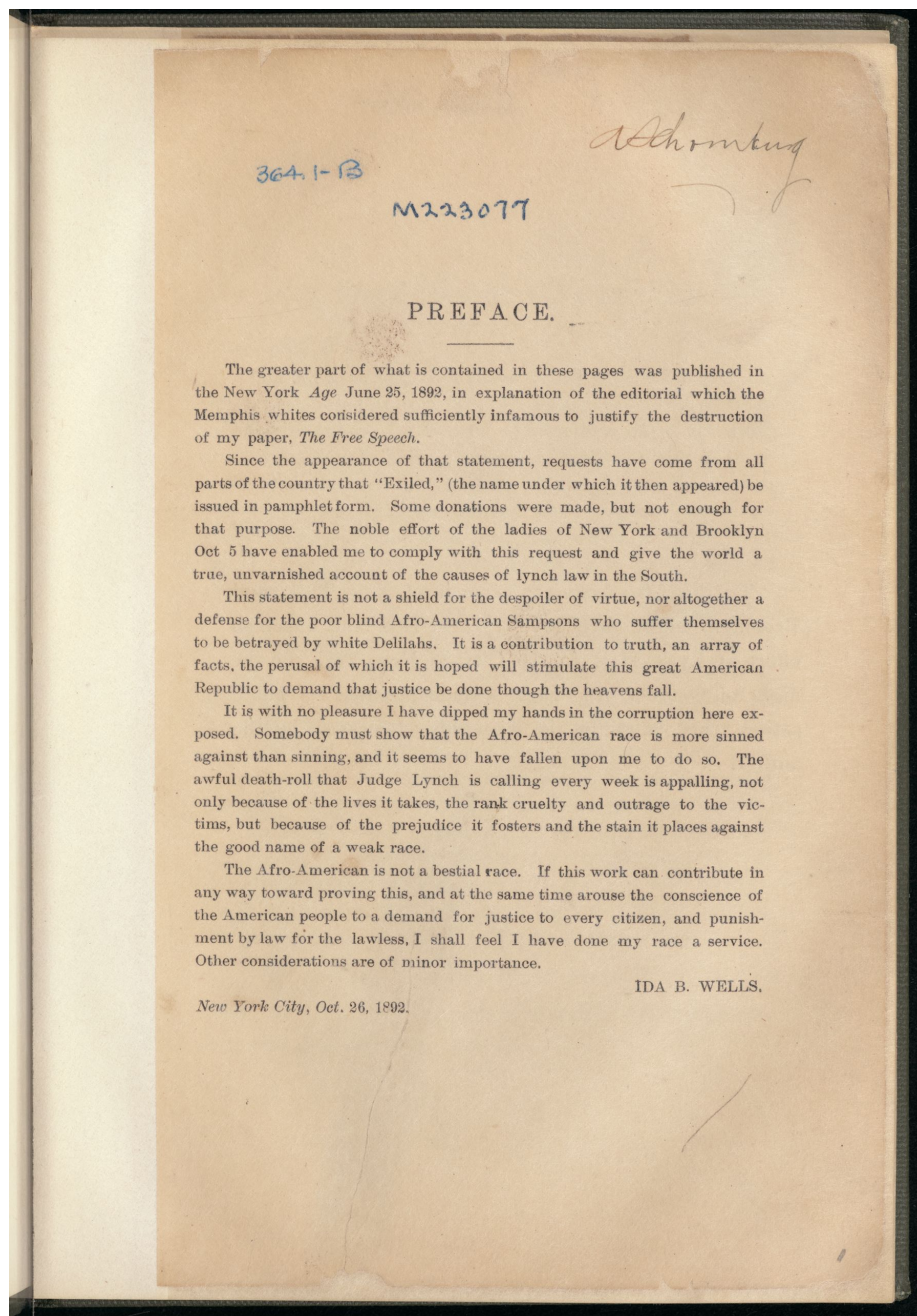 ASchomburg
364.1-B
M223077
PREFACE.
The greater part of what is contained in these pages was published in
the New York Age June 25, 1892, in explanation of the editorial which the
Memphis whites considered sufficiently infamous to justify the destruction
of my paper, The Free Speech.
Since the appearance of that statement, requests have come from all
parts of the country that "Exiled," (the name under which it then appeared) be
issued in pamphlet form. Some donations were made, but not enough for
that purpose. The noble effort of the ladies of New York and Brooklyn
Oct 5 have enabled me to comply with this request and give the world a
true, unvarnished account of the causes of lynch law in the South.
This statement is not a shield for the despoiler of virtue, nor altogether a
defense for the poor blind Afro-American Sampsons who suffer themselves
to be betrayed by white Delilahs. It is a contribution to truth, an array of
facts, the perusal of which it is hoped will stimulate this great American
Republic to demand that justice be done though the heavens fall.
It is with no pleasure I have dipped my hands in the corruption here ex-
posed. Somebody must show that the Afro-American race is more sinned
against than sinning, and it seems to have fallen upon me to do so. The
awful death-roll that Judge Lynch is calling every week is appalling, not
only because of the lives it takes, the rank cruelty and outrage to the vic-
tims, but because of the prejudice it fosters and the stain it places against
the good name of a weak race.
The Afro-American is not a bestial race. If this work can contribute in
any way toward proving this, and at the same time arouse the conscience of
the American people to a demand for justice to every citizen, and punish-
ment by law for the lawless, I shall feel I have done my race a service.
Other considerations are of minor importance.
IDA B. WELLS.
New York City, Oct. 26, 1892.